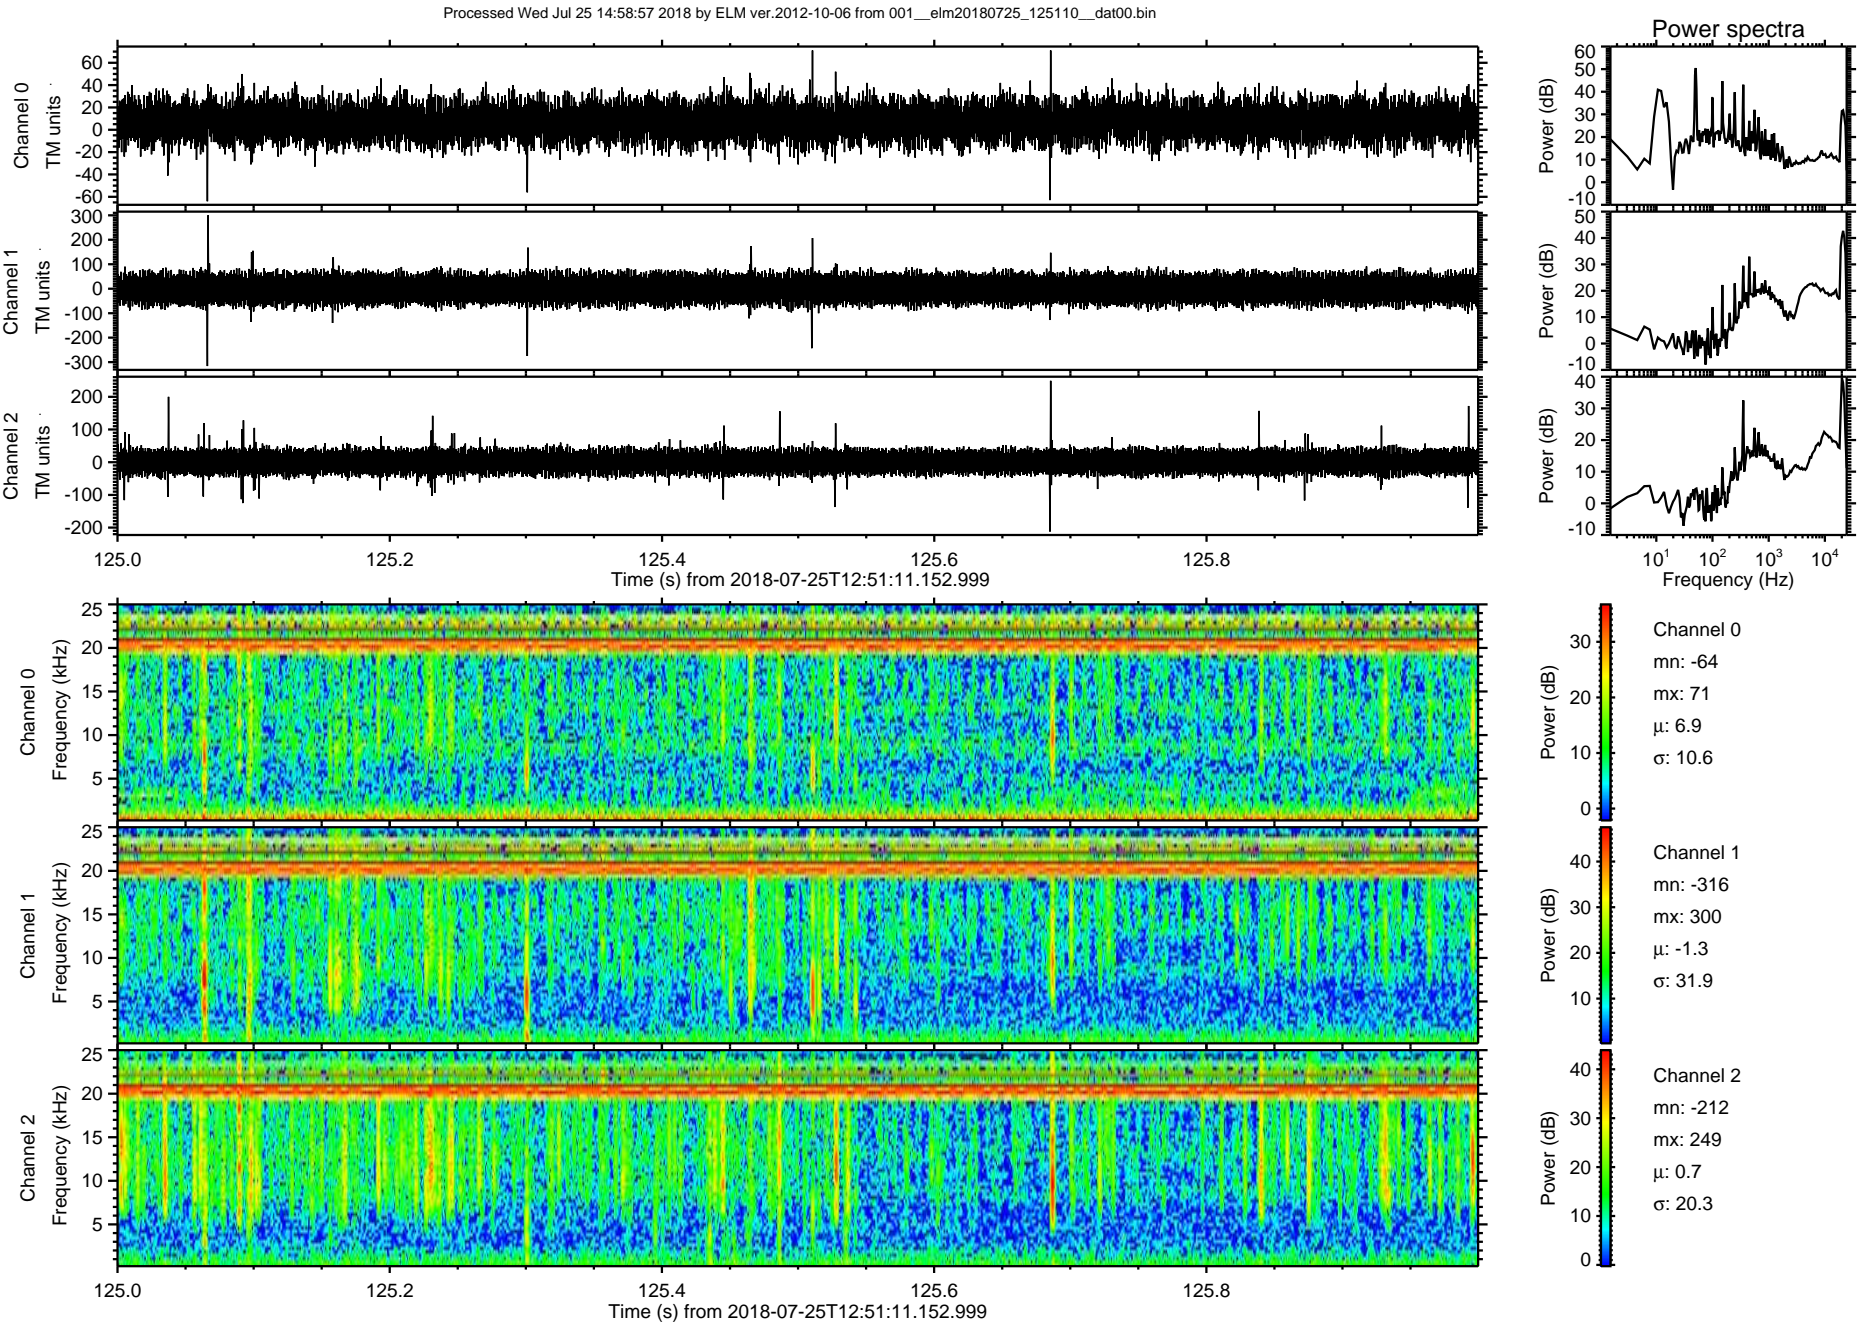 Processed Wed Jul 25 14:58:57 2018 by ELM ver.2012-10-06 from 001__elm20180725_125110__dat00.bin
Power spectra
Channel 0
TM units
60
40
20
0
-20
-40
-60
Power (dB)
60
50
40
30
20
10
0
-10
Channel 1
TM units
300
200
100
0
-100
-200
-300
Power (dB)
50
40
30
20
10
0
-10
Channel 2
TM units
200
100
0
-100
-200
Power (dB)
40
30
20
10
0
-10
125.0 125.2 125.4 125.6 125.8
Time (s) from 2018-07-25T12:51:11.152.999
10¹ 10² 10³ 10⁴
Frequency (Hz)
Channel 0
Frequency (kHz)
25
20
15
10
5
Power (dB)
30
20
10
0
Channel 0
mn: -64
mx: 71
μ: 6.9
σ: 10.6
Channel 1
Frequency (kHz)
25
20
15
10
5
Power (dB)
40
30
20
10
Channel 1
mn: -316
mx: 300
μ: -1.3
σ: 31.9
Channel 2
Frequency (kHz)
25
20
15
10
5
Power (dB)
40
30
20
10
0
Channel 2
mn: -212
mx: 249
μ: 0.7
σ: 20.3
125.0 125.2 125.4 125.6 125.8
Time (s) from 2018-07-25T12:51:11.152.999